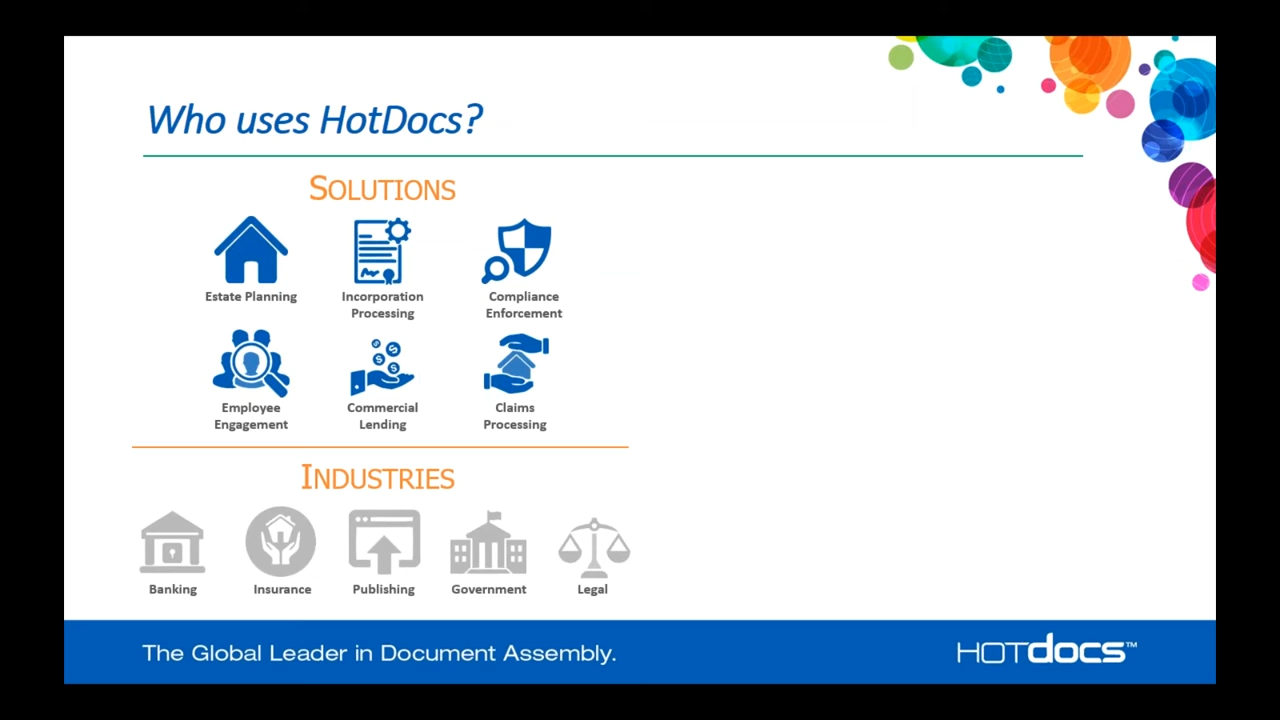 Who uses HotDocs?
SOLUTIONS
Estate Planning
Incorporation
Processing
Compliance
Enforcement
Employee
Engagement
Commercial
Lending
Claims
Processing
INDUSTRIES
Banking
Insurance
Publishing
Government
Legal
The Global Leader in Document Assembly.
HOTdocs™